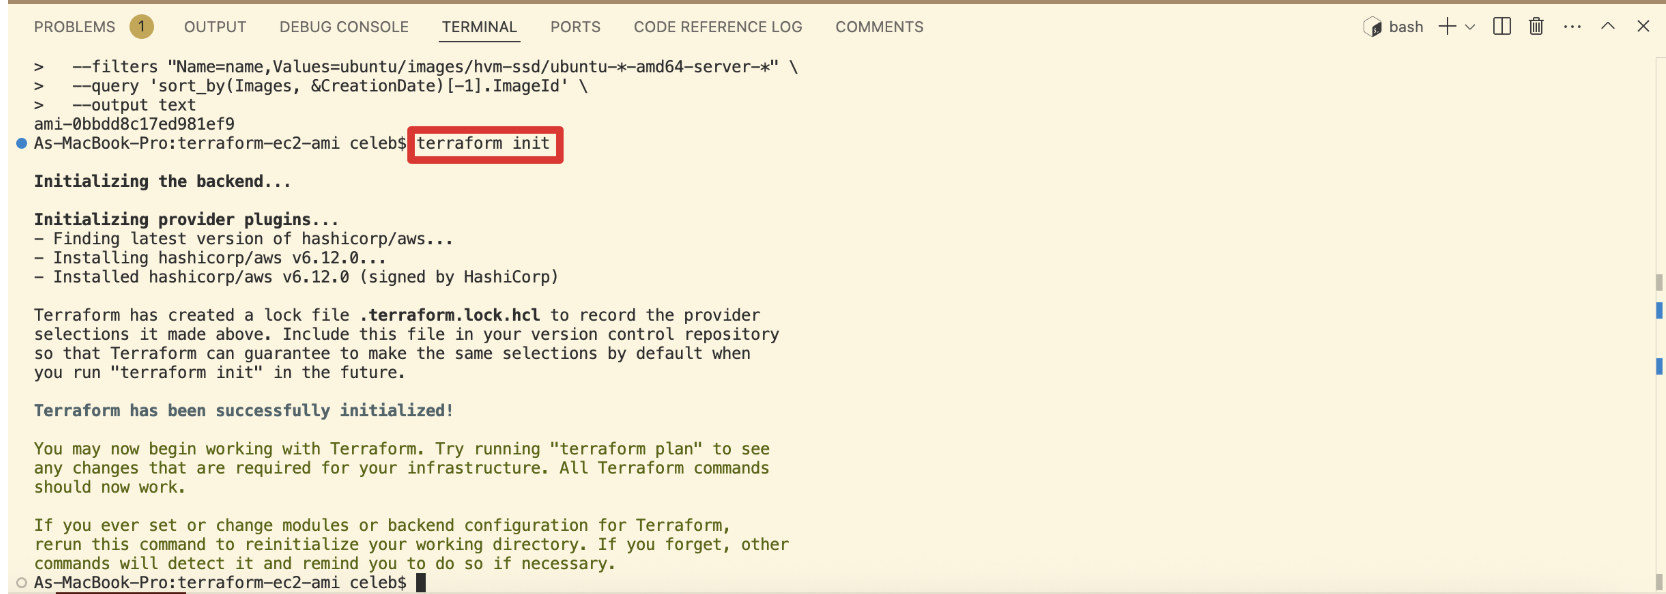 PROBLEMS 1 OUTPUT DEBUG CONSOLE TERMINAL PORTS CODE REFERENCE LOG COMMENTS bash
>   --filters "Name=name,Values=ubuntu/images/hvm-ssd/ubuntu-*-amd64-server-*" \
>   --query 'sort_by(Images, &CreationDate)[-1].ImageId' \
>   --output text
ami-0bbdd8c17ed981ef9
As-MacBook-Pro:terraform-ec2-ami celeb$ terraform init
Initializing the backend...
Initializing provider plugins...
- Finding latest version of hashicorp/aws...
- Installing hashicorp/aws v6.12.0...
- Installed hashicorp/aws v6.12.0 (signed by HashiCorp)
Terraform has created a lock file .terraform.lock.hcl to record the provider
selections it made above. Include this file in your version control repository
so that Terraform can guarantee to make the same selections by default when
you run "terraform init" in the future.
Terraform has been successfully initialized!
You may now begin working with Terraform. Try running "terraform plan" to see
any changes that are required for your infrastructure. All Terraform commands
should now work.
If you ever set or change modules or backend configuration for Terraform,
rerun this command to reinitialize your working directory. If you forget, other
commands will detect it and remind you to do so if necessary.
As-MacBook-Pro:terraform-ec2-ami celeb$